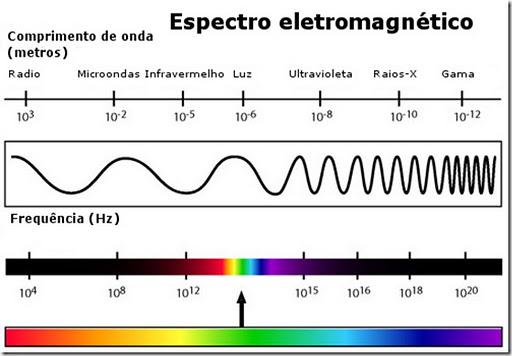 Espectro eletromagnético
Comprimento de onda
(metros)
Radio Microondas Infravermelho Luz Ultravioleta Raios-X Gama
10³ 10⁻² 10⁻⁵ 10⁻⁶ 10⁻⁸ 10⁻¹⁰ 10⁻¹²
Frequência (Hz)
10⁴ 10⁸ 10¹² 10¹⁵ 10¹⁶ 10¹⁸ 10²⁰